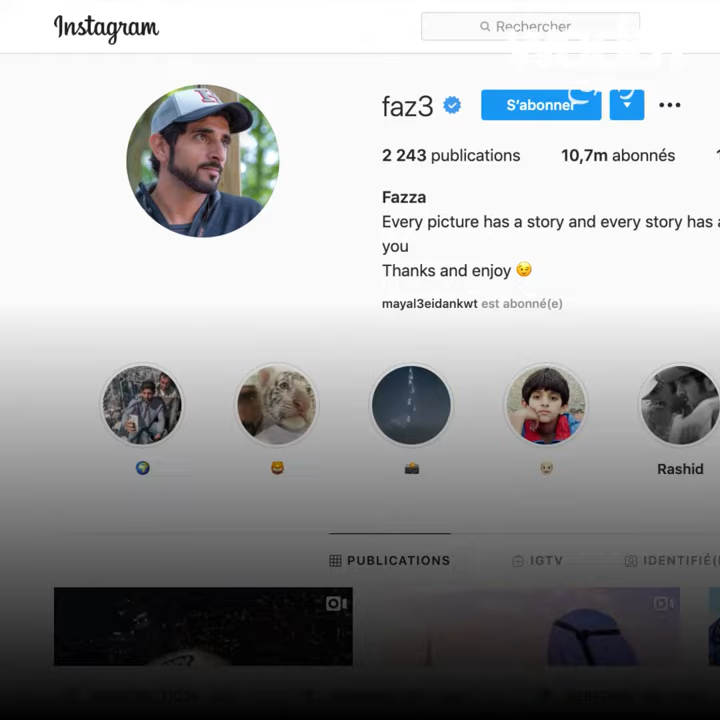 Instagram
Rechercher
faz3
S'abonner
2 243 publications
10,7m abonnés
Fazza
Every picture has a story and every story has a
you
Thanks and enjoy 😉
mayal3eidankwt est abonné(e)
Rashid
PUBLICATIONS
IGTV
IDENTIFIÉ(